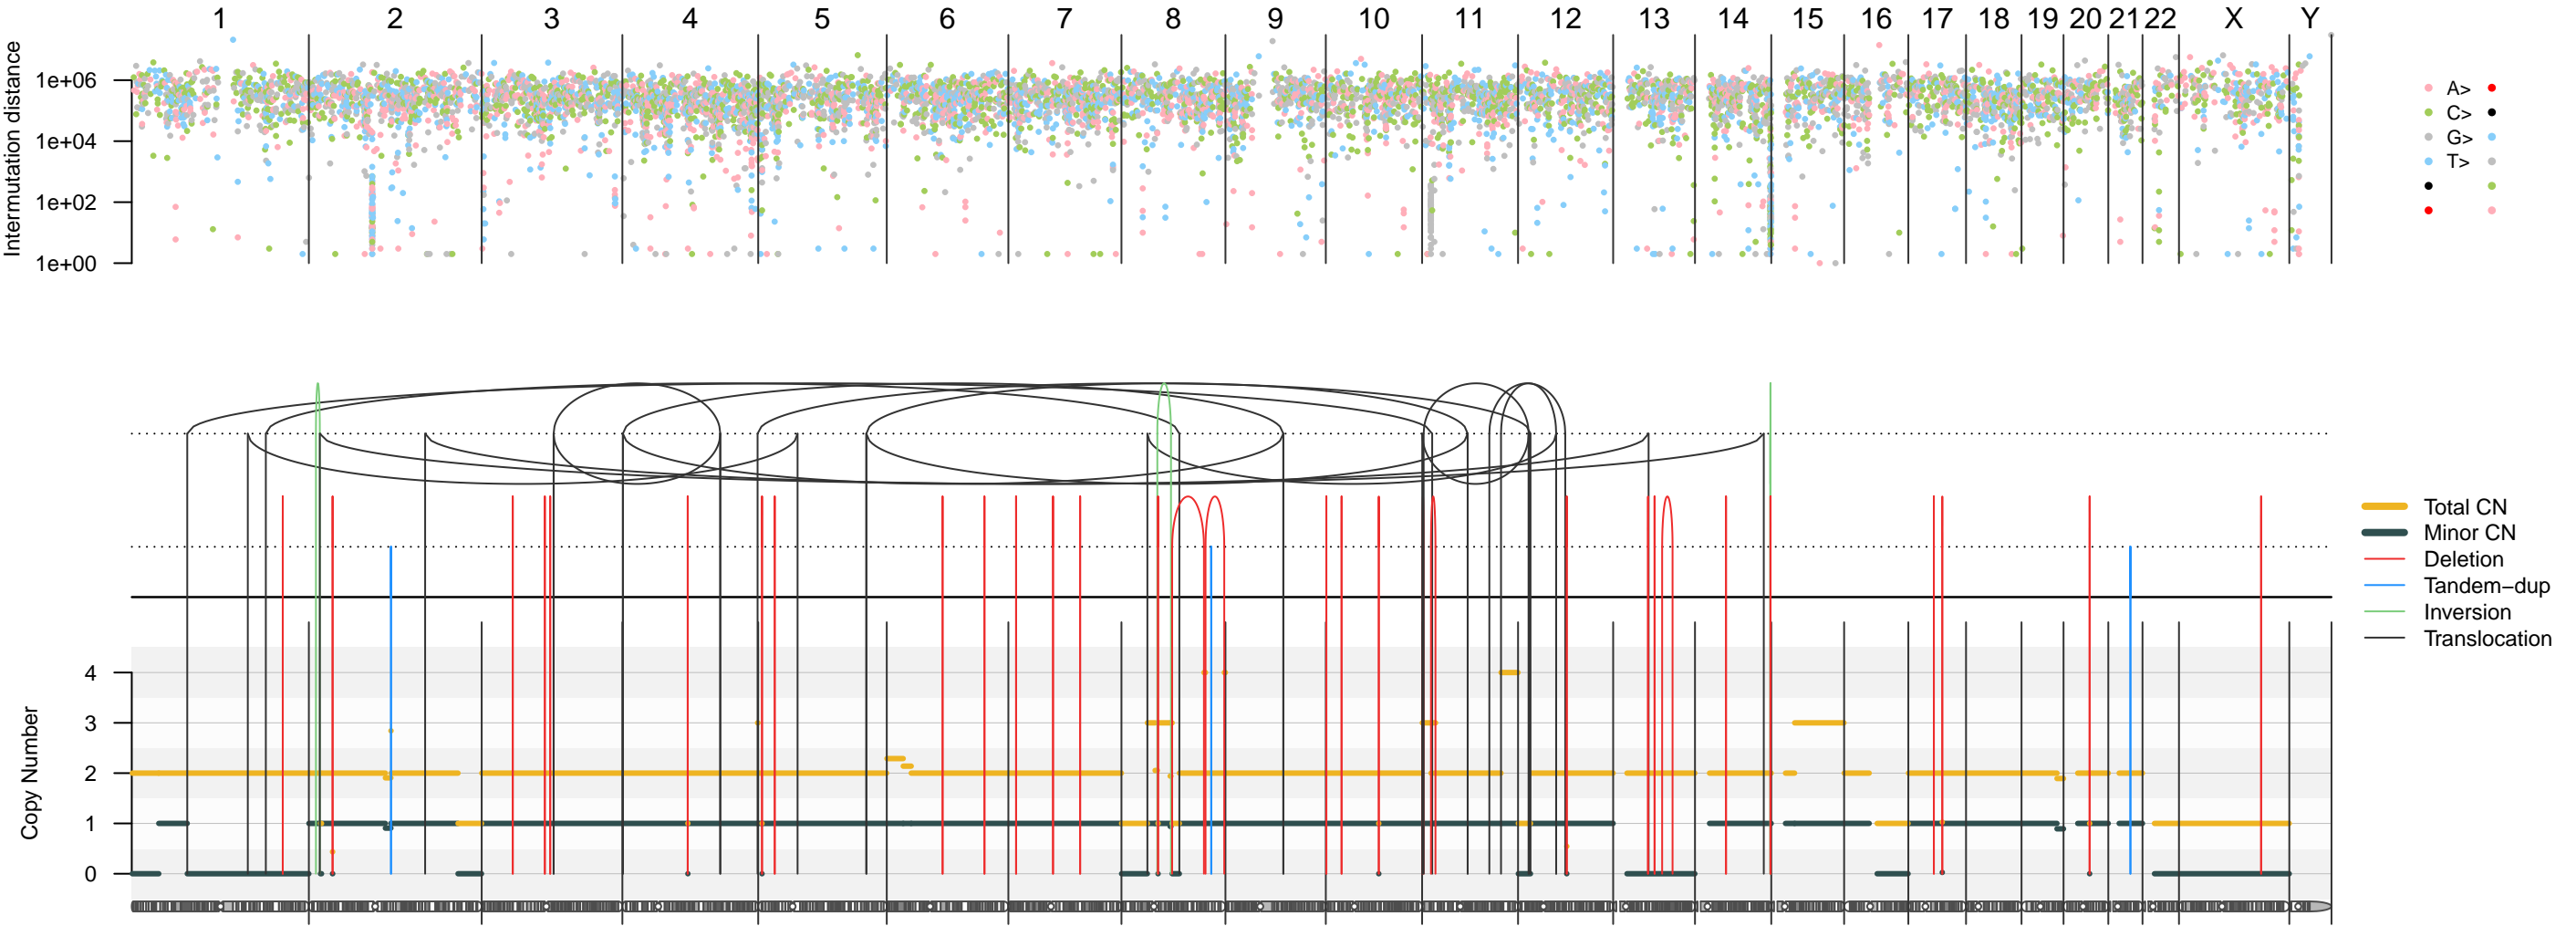 1 2 3 4 5 6 7 8 9 10 11 12 13 14 15 16 17 18 19 20 21 22 X Y
Intermutation distance
1e+06
1e+04
1e+02
1e+00
A>
C>
G>
T>
Total CN
Minor CN
Deletion
Tandem−dup
Inversion
Translocation
Copy Number
4
3
2
1
0